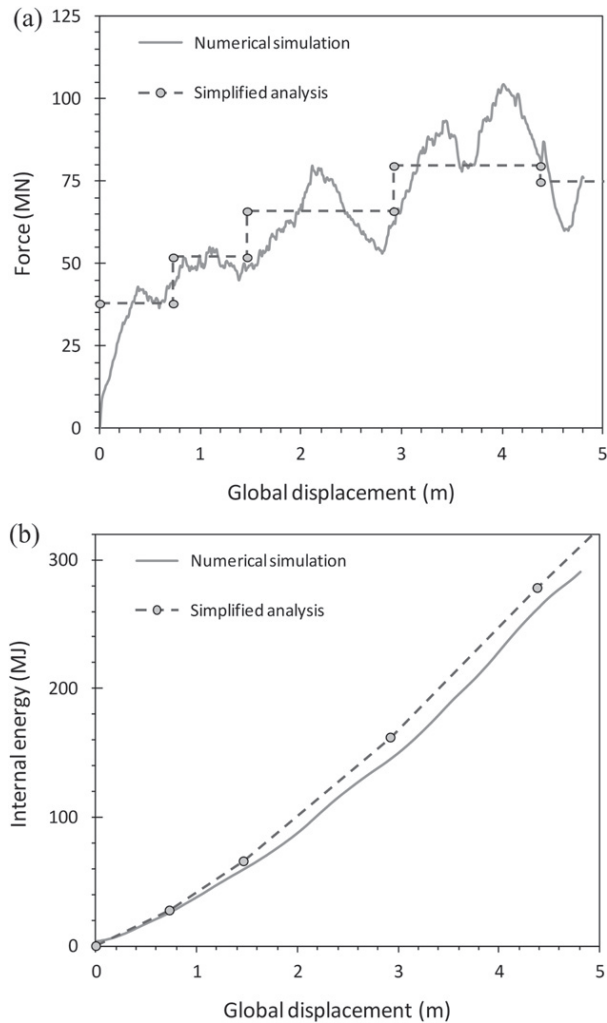 (a)
125
100
75
50
25
0
Force (MN)
Numerical simulation
Simplified analysis
0 1 2 3 4 5
Global displacement (m)
(b)
300
200
100
0
Internal energy (MJ)
Numerical simulation
Simplified analysis
0 1 2 3 4 5
Global displacement (m)